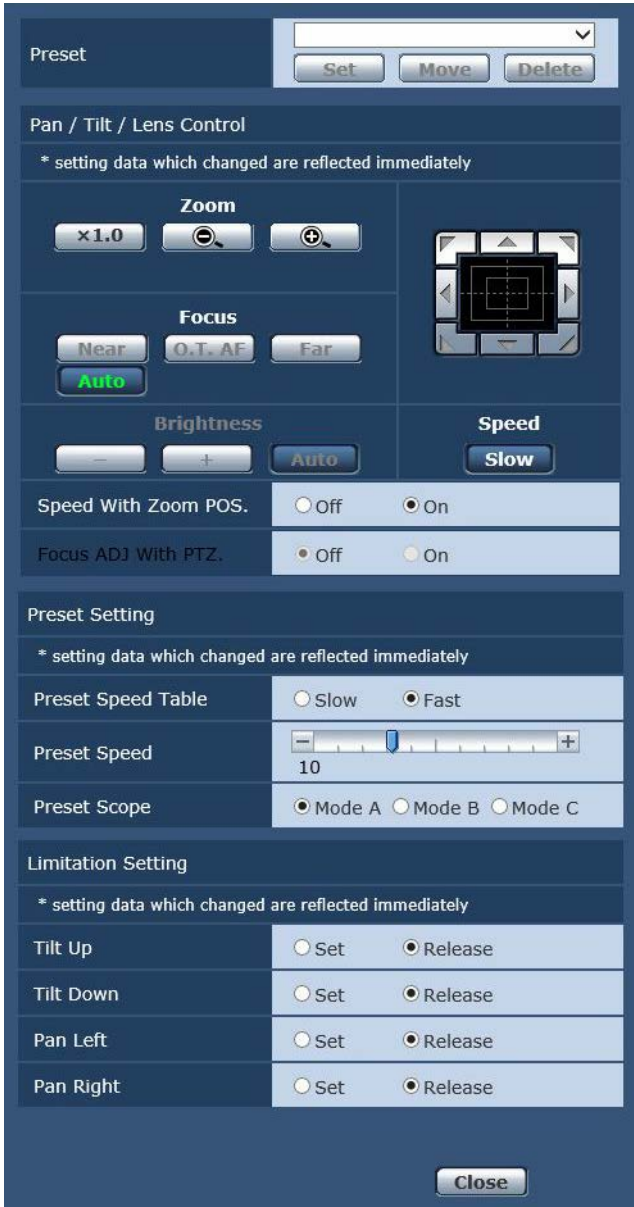 Preset
Set Move Delete
Pan / Tilt / Lens Control
* setting data which changed are reflected immediately
Zoom
×1.0
Focus
Near O.T. AF Far
Auto
Brightness
− + Auto
Speed
Slow
Speed With Zoom POS. Off On
Focus ADJ With PTZ. Off On
Preset Setting
* setting data which changed are reflected immediately
Preset Speed Table Slow Fast
Preset Speed − +
10
Preset Scope Mode A Mode B Mode C
Limitation Setting
* setting data which changed are reflected immediately
Tilt Up Set Release
Tilt Down Set Release
Pan Left Set Release
Pan Right Set Release
Close